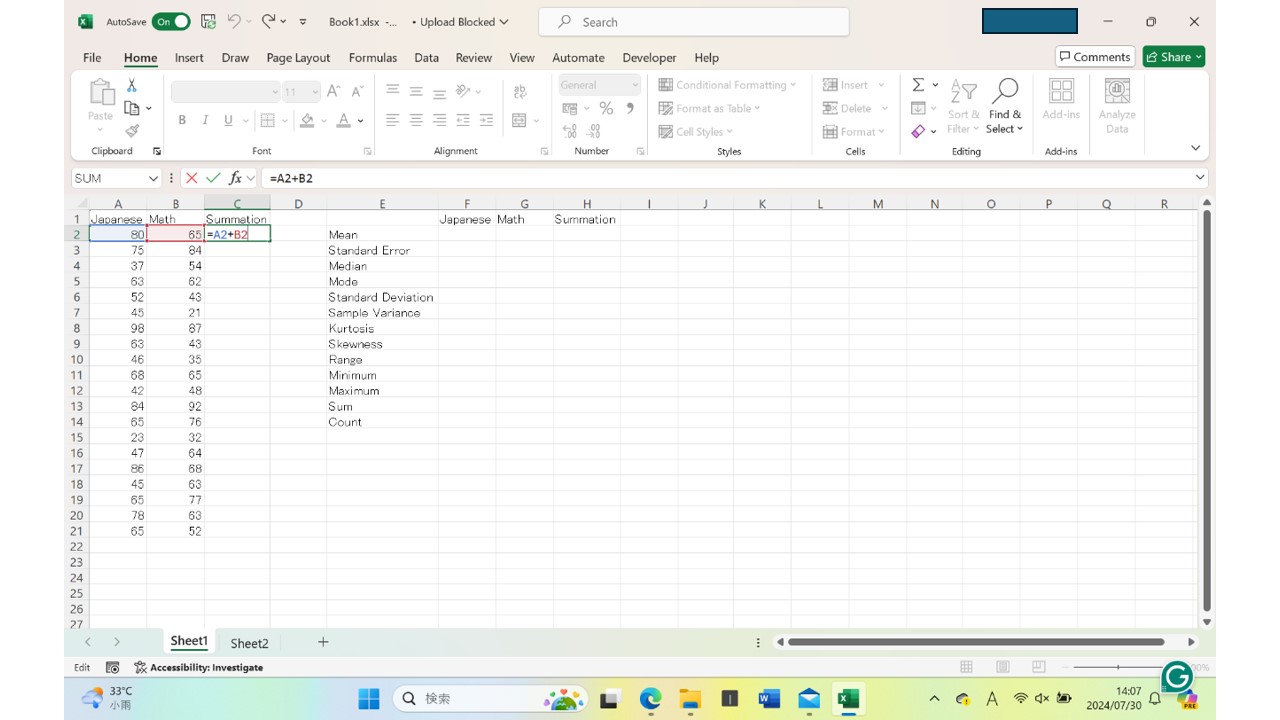 AutoSave On Book1.xlsx -... • Upload Blocked Search
File Home Insert Draw Page Layout Formulas Data Review View Automate Developer Help Comments Share
Paste
11
B I U
ab
General
%
Conditional Formatting
Format as Table
Cell Styles
Insert
Delete
Format
Sort & Filter
Find & Select
Add-ins
Analyze Data
Clipboard Font Alignment Number Styles Cells Editing Add-ins
SUM fx =A2+B2
A B C D E F G H I J K L M N O P Q R
1 Japanese Math Summation Japanese Math Summation
2 80 65 =A2+B2 Mean
3 75 84 Standard Error
4 37 54 Median
5 63 62 Mode
6 52 43 Standard Deviation
7 45 21 Sample Variance
8 98 87 Kurtosis
9 63 43 Skewness
10 46 35 Range
11 68 65 Minimum
12 42 48 Maximum
13 84 92 Sum
14 65 76 Count
15 23 32
16 47 64
17 86 68
18 45 63
19 65 77
20 78 63
21 65 52
22
23
24
25
26
27
Sheet1 Sheet2 +
Edit Accessibility: Investigate
33°C 検索 A 14:07
小雨 2024/07/30
PRE